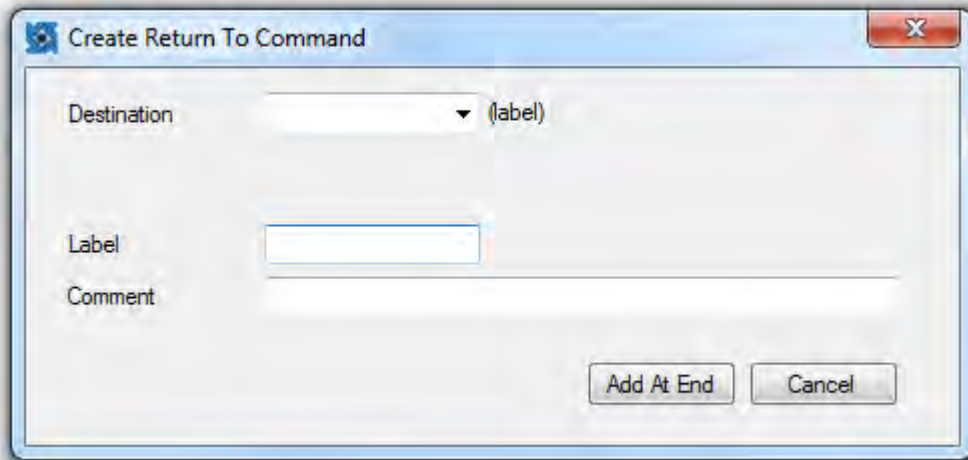 Create Return To Command
Destination (label)
Label
Comment
Add At End Cancel